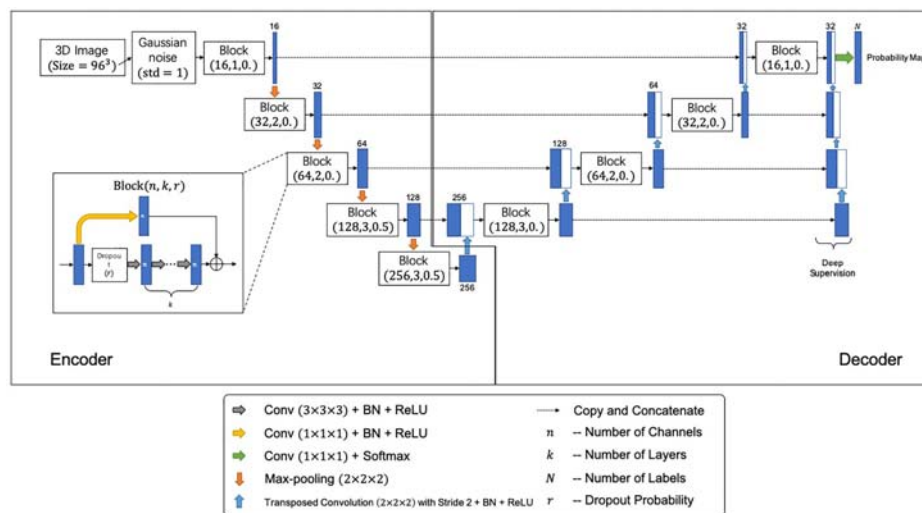 3D Image
(Size = 96³)
Gaussian
noise
(std = 1)
Block
(16,1,0.)
16
Block
(32,2,0.)
32
Block
(64,2,0.)
64
Block
(128,3,0.5)
128
Block
(256,3,0.5)
256
256
Block
(128,3,0.)
128
Block
(64,2,0.)
64
Block
(32,2,0.)
32
Block
(16,1,0.)
32
N
Probability Map
Deep
Supervision
Block(n, k, r)
Dropou
t
(r)
k
Encoder
Decoder
Conv (3×3×3) + BN + ReLU
Conv (1×1×1) + BN + ReLU
Conv (1×1×1) + Softmax
Max-pooling (2×2×2)
Transposed Convolution (2×2×2) with Stride 2 + BN + ReLU
Copy and Concatenate
n -- Number of Channels
k -- Number of Layers
N -- Number of Labels
r -- Dropout Probability